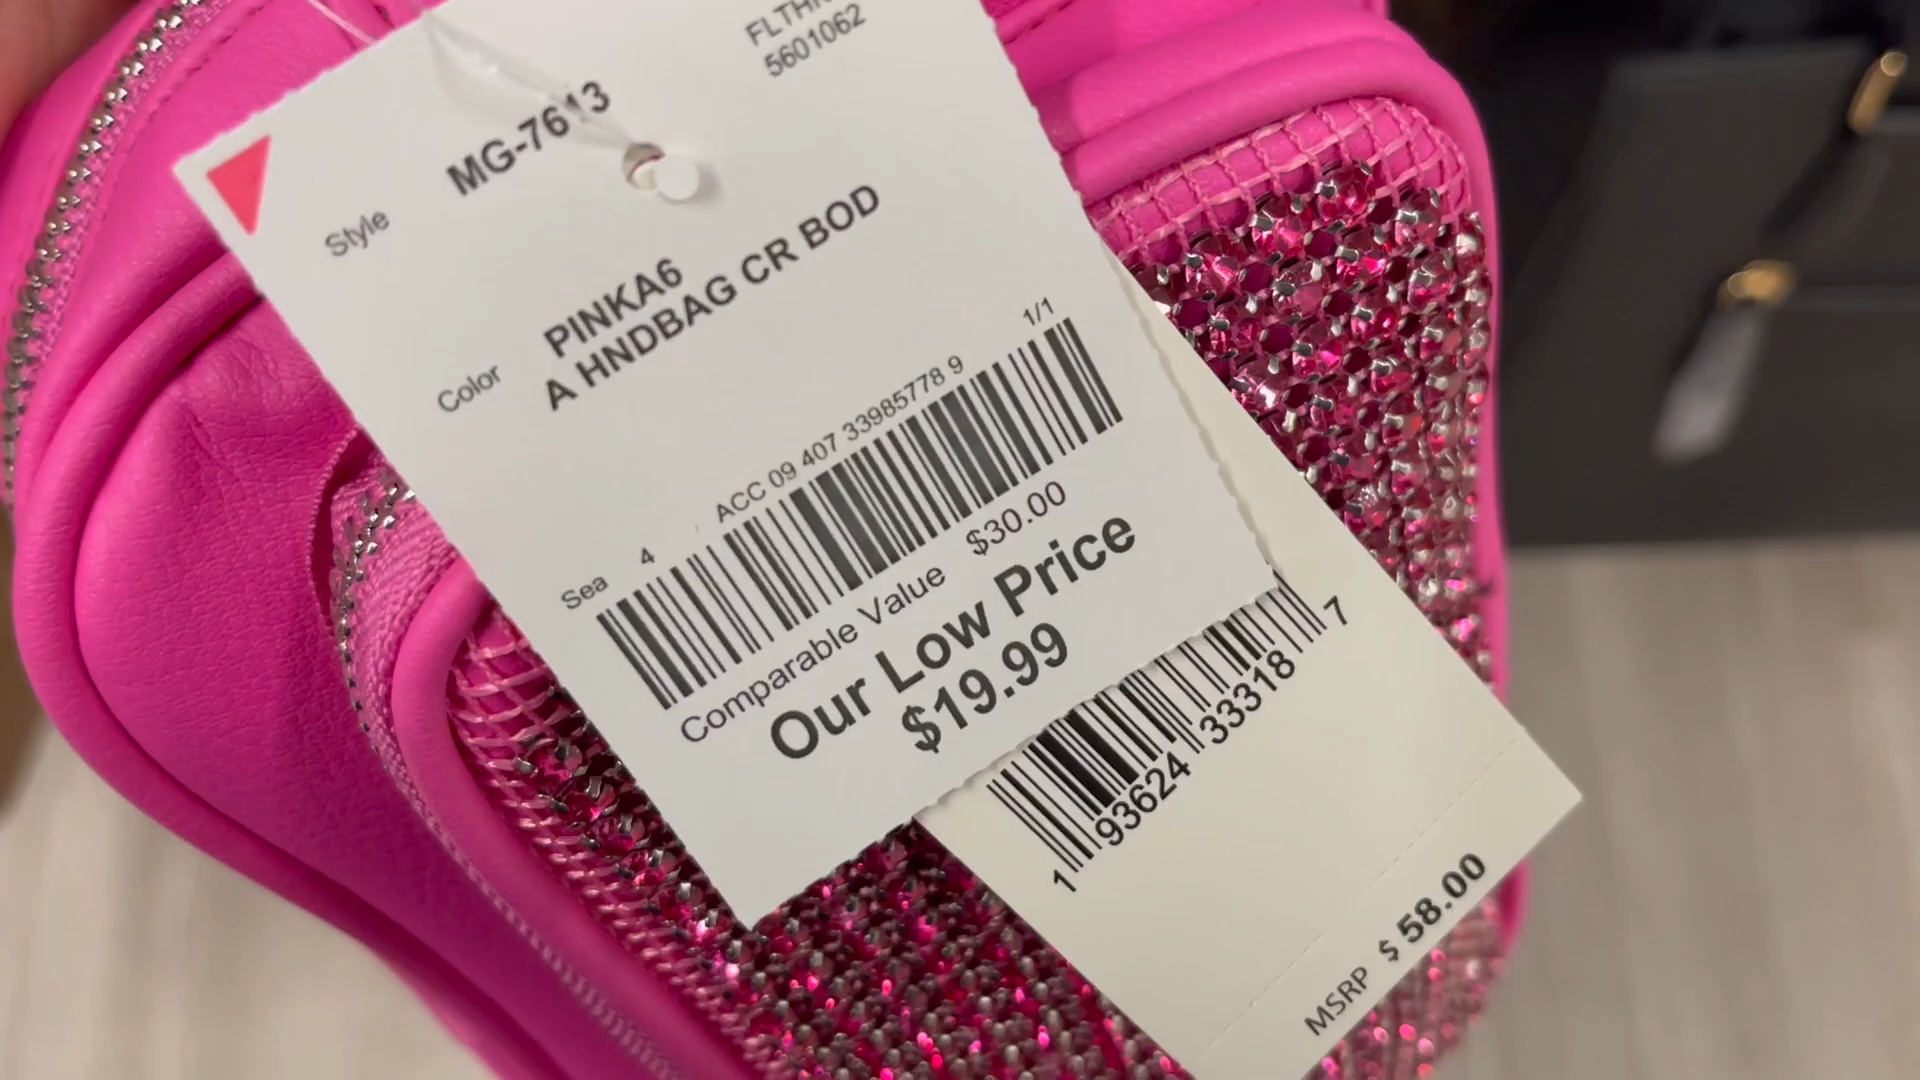 5601062
Style MG-7613
Color PINKA6
A HNDBAG CR BOD
1/1
Sea 4 ACC 09 407 33985778 9
Comparable Value $30.00
Our Low Price
$19.99
1 93624 33318 7
MSRP $ 58.00